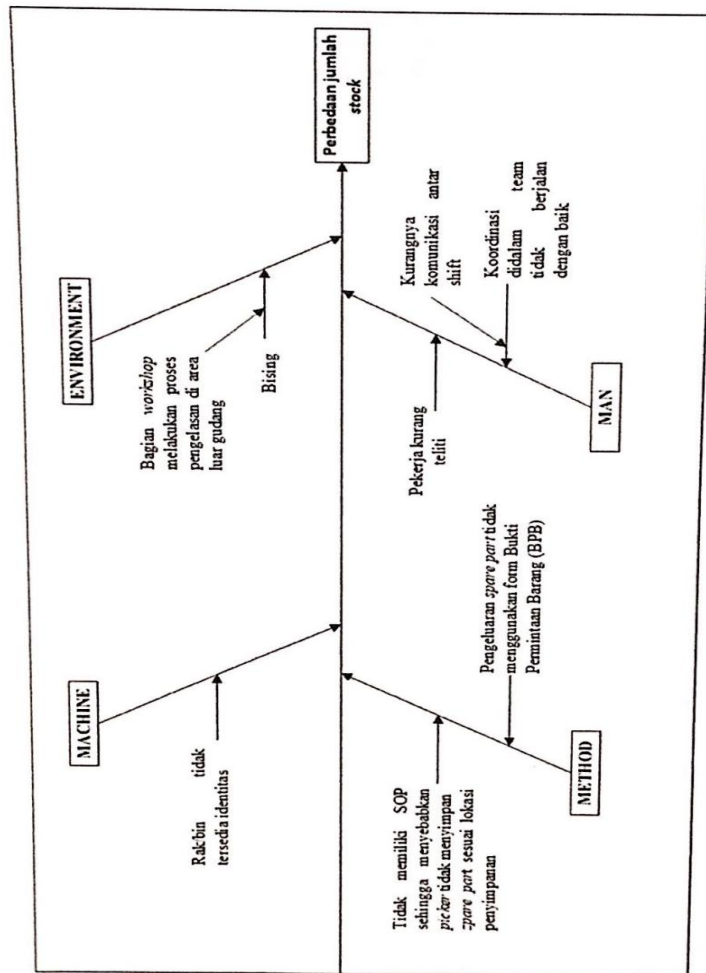 MACHINE
Rak/bin tidak
tersedia identitas
ENVIRONMENT
Bagian workshop
melakukan proses
pengelasan di area
luar gudang
Bising
Perbedaan jumlah
stock
Tidak memiliki SOP
sehingga menyebabkan
picker tidak menyimpan
spare part sesuai lokasi
penyimpanan
Pengeluaran spare part tidak
menggunakan form Bukti
Permintaan Barang (BPB)
METHOD
Pekerja kurang
teliti
Kurangnya
komunikasi antar
shift
Koordinasi
didalam team
tidak berjalan
dengan baik
MAN